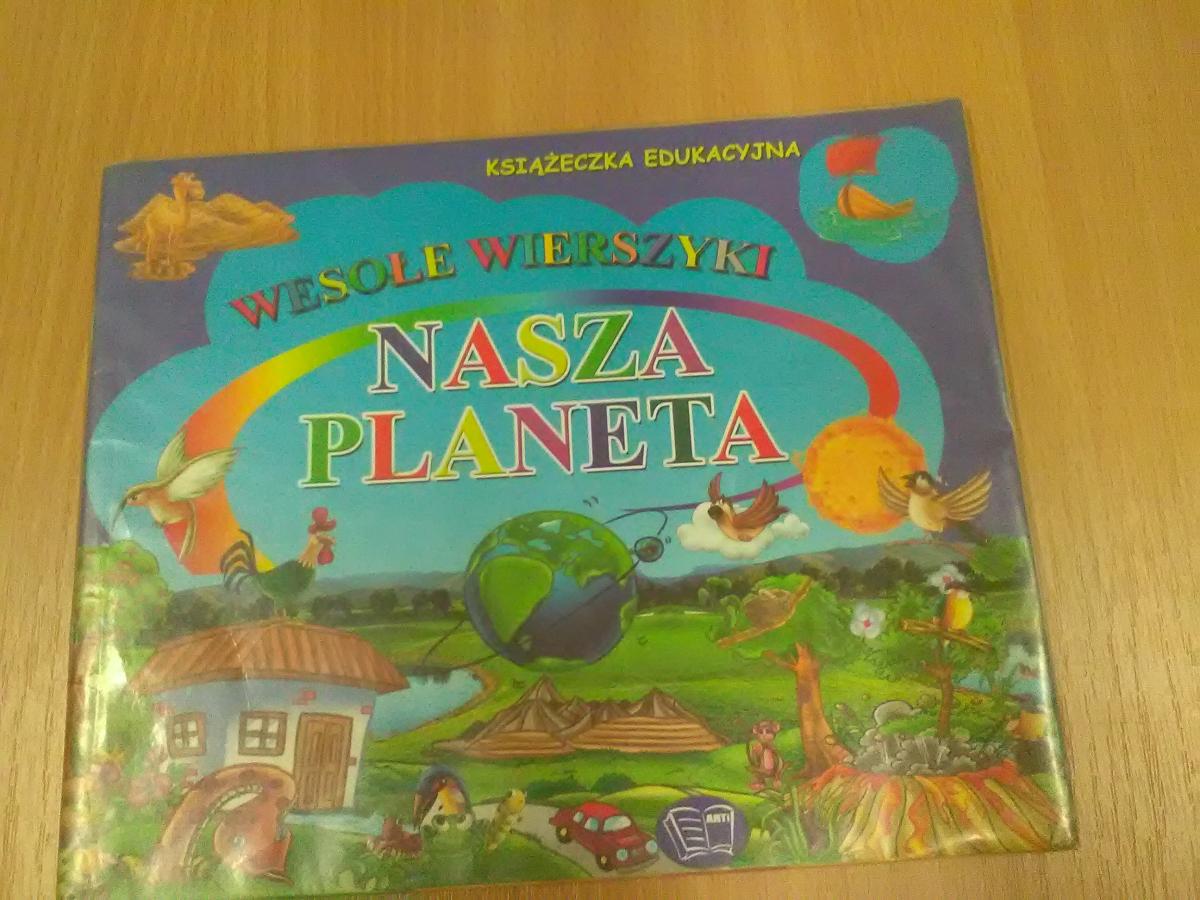 KSIĄŻECZKA EDUKACYJNA
WESOŁE WIERSZYKI
NASZA
PLANETA
ARTI